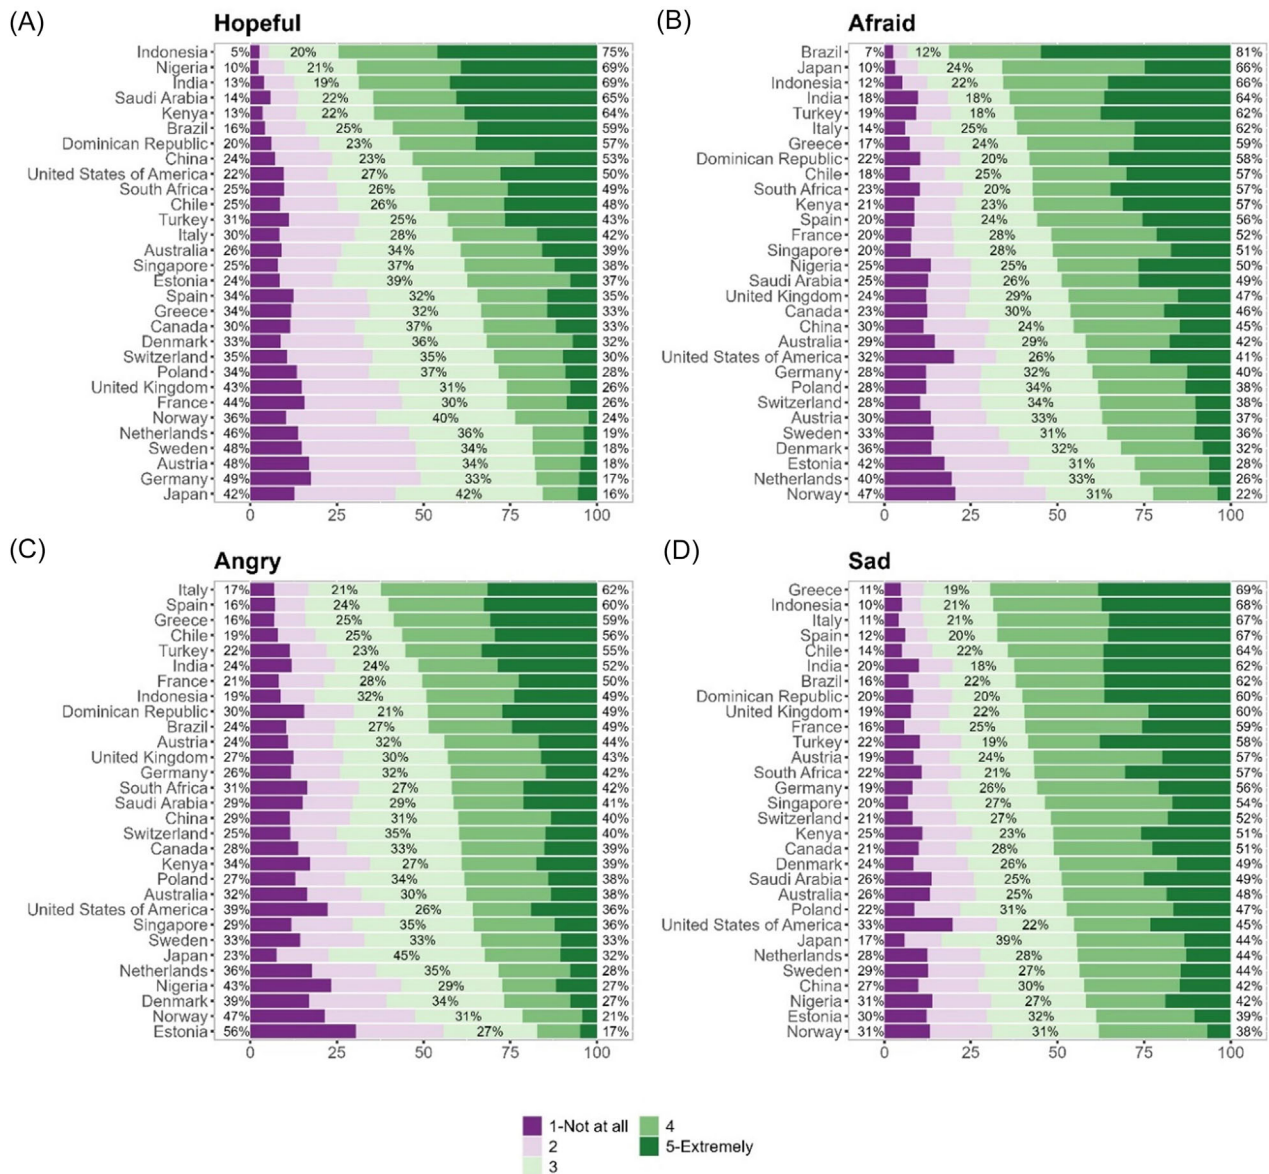 (A)
Hopeful
Indonesia 5% 20% 75%
Nigeria 10% 21% 69%
India 13% 19% 69%
Saudi Arabia 14% 22% 65%
Kenya 13% 22% 64%
Brazil 16% 25% 59%
Dominican Republic 20% 23% 57%
China 24% 23% 53%
United States of America 22% 27% 50%
South Africa 25% 26% 49%
Chile 25% 26% 48%
Turkey 31% 25% 43%
Italy 30% 28% 42%
Australia 26% 34% 39%
Singapore 25% 37% 38%
Estonia 24% 39% 37%
Spain 34% 32% 35%
Greece 34% 32% 33%
Canada 30% 37% 33%
Denmark 33% 36% 32%
Switzerland 35% 35% 30%
Poland 34% 37% 28%
United Kingdom 43% 31% 26%
France 44% 30% 26%
Norway 36% 40% 24%
Netherlands 46% 36% 19%
Sweden 48% 34% 18%
Austria 48% 34% 18%
Germany 49% 33% 17%
Japan 42% 42% 16%
0 25 50 75 100
(B)
Afraid
Brazil 7% 12% 81%
Japan 10% 24% 66%
Indonesia 12% 22% 66%
India 18% 18% 64%
Turkey 19% 18% 62%
Italy 14% 25% 62%
Greece 17% 24% 59%
Dominican Republic 22% 20% 58%
Chile 18% 25% 57%
South Africa 23% 20% 57%
Kenya 21% 23% 57%
Spain 20% 24% 56%
France 20% 28% 52%
Singapore 20% 28% 51%
Nigeria 25% 25% 50%
Saudi Arabia 25% 26% 49%
United Kingdom 24% 29% 47%
Canada 23% 30% 46%
China 30% 24% 45%
Australia 29% 29% 42%
United States of America 32% 26% 41%
Germany 28% 32% 40%
Poland 28% 34% 38%
Switzerland 28% 34% 38%
Austria 30% 33% 37%
Sweden 33% 31% 36%
Denmark 36% 32% 32%
Estonia 42% 31% 28%
Netherlands 40% 33% 26%
Norway 47% 31% 22%
0 25 50 75 100
(C)
Angry
Italy 17% 21% 62%
Spain 16% 24% 60%
Greece 16% 25% 59%
Chile 19% 25% 56%
Turkey 22% 23% 55%
India 24% 24% 52%
France 21% 28% 50%
Indonesia 19% 32% 49%
Dominican Republic 30% 21% 49%
Brazil 24% 27% 49%
Austria 24% 32% 44%
United Kingdom 27% 30% 43%
Germany 26% 32% 42%
South Africa 31% 27% 42%
Saudi Arabia 29% 29% 41%
China 29% 31% 40%
Switzerland 25% 35% 40%
Canada 28% 33% 39%
Kenya 34% 27% 39%
Poland 27% 34% 38%
Australia 32% 30% 38%
United States of America 39% 26% 36%
Singapore 29% 35% 36%
Sweden 33% 33% 33%
Japan 23% 45% 32%
Netherlands 36% 35% 28%
Nigeria 43% 29% 27%
Denmark 39% 34% 27%
Norway 47% 31% 21%
Estonia 56% 27% 17%
0 25 50 75 100
(D)
Sad
Greece 11% 19% 69%
Indonesia 10% 21% 68%
Italy 11% 21% 67%
Spain 12% 20% 67%
Chile 14% 22% 64%
India 20% 18% 62%
Brazil 16% 22% 62%
Dominican Republic 20% 20% 60%
United Kingdom 19% 22% 60%
France 16% 25% 59%
Turkey 22% 19% 58%
Austria 19% 24% 57%
South Africa 22% 21% 57%
Germany 19% 26% 56%
Singapore 20% 27% 54%
Switzerland 21% 27% 52%
Kenya 25% 23% 51%
Canada 21% 28% 51%
Denmark 24% 26% 49%
Saudi Arabia 26% 25% 49%
Australia 26% 25% 48%
Poland 22% 31% 47%
United States of America 33% 22% 45%
Japan 17% 39% 44%
Netherlands 28% 28% 44%
Sweden 29% 27% 44%
China 27% 30% 42%
Nigeria 31% 27% 42%
Estonia 30% 32% 39%
Norway 31% 31% 38%
0 25 50 75 100
1-Not at all 4
2 5-Extremely
3